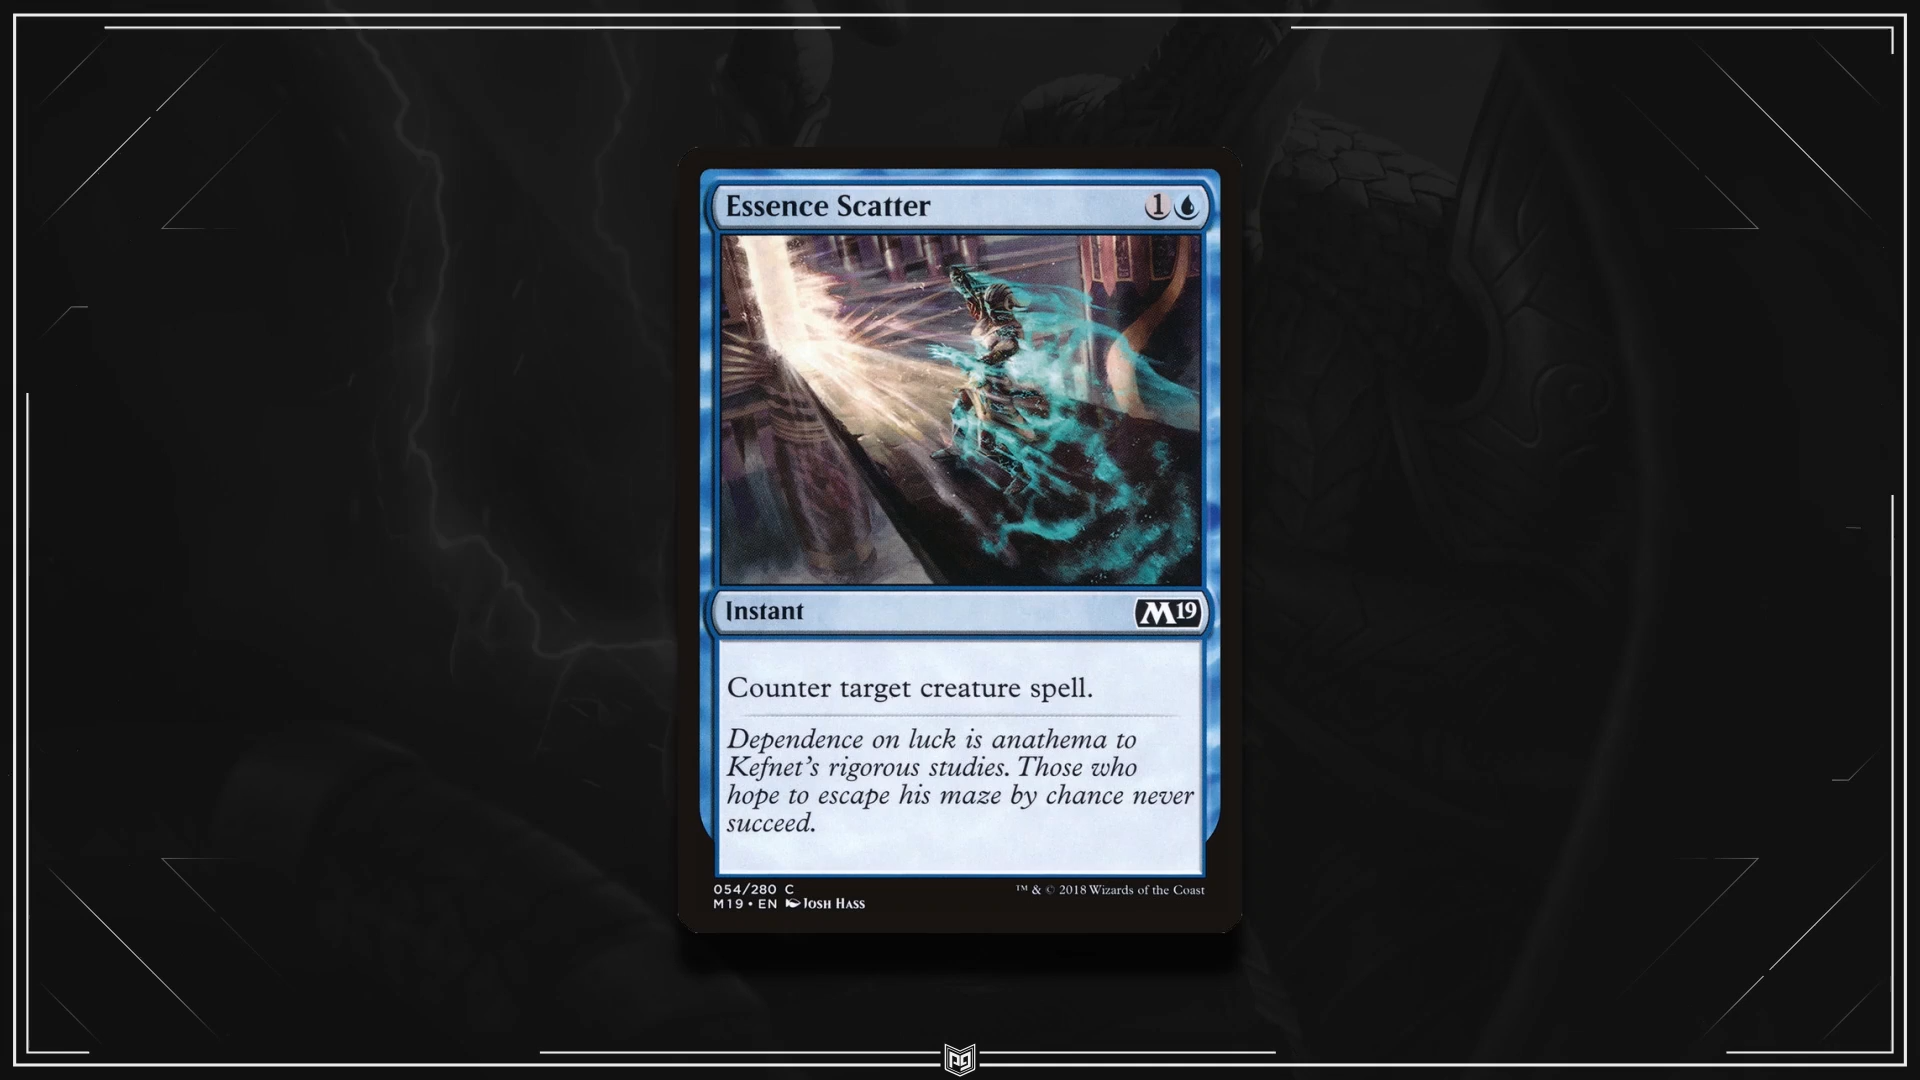 Essence Scatter
1
Instant
M19
Counter target creature spell.
Dependence on luck is anathema to
Kefnet's rigorous studies. Those who
hope to escape his maze by chance never
succeed.
054/280 C
™ & © 2018 Wizards of the Coast
M19 • EN Josh Hass